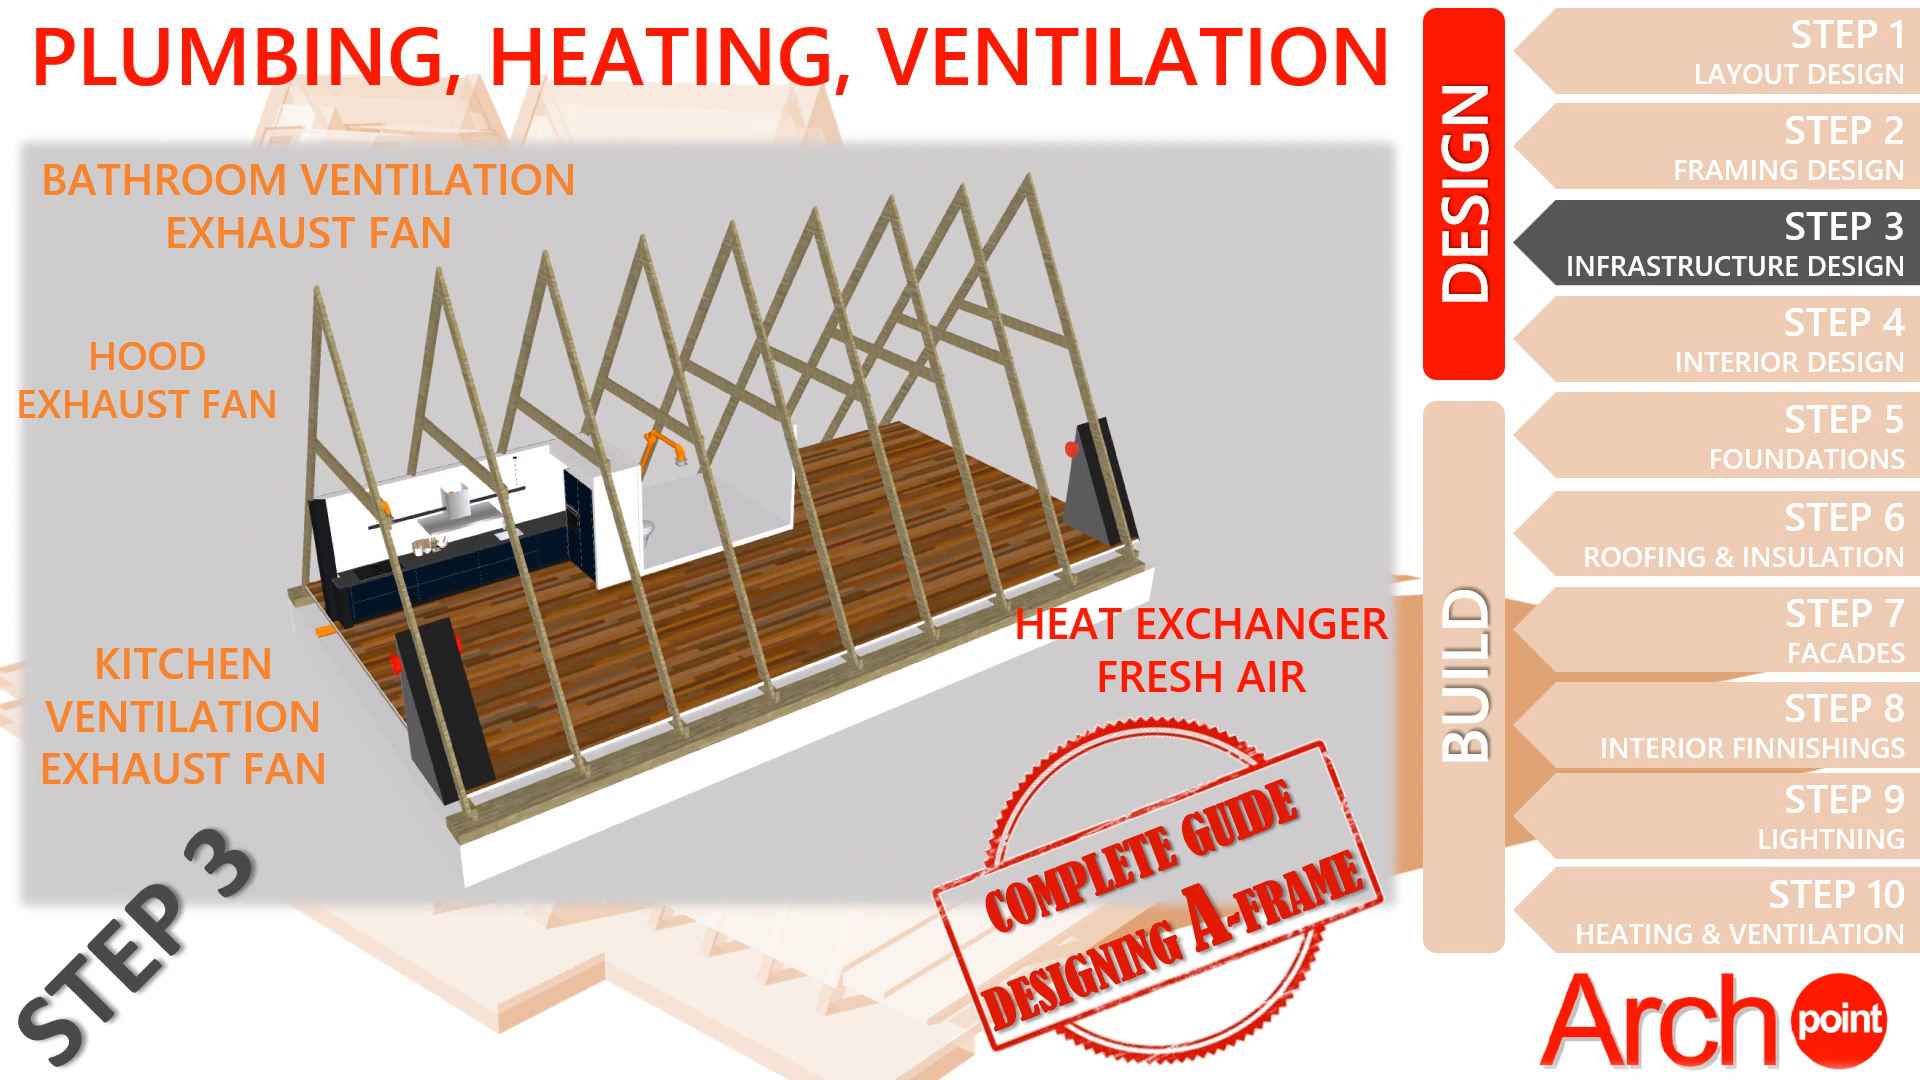 PLUMBING, HEATING, VENTILATION
BATHROOM VENTILATION
EXHAUST FAN
HOOD
EXHAUST FAN
KITCHEN
VENTILATION
EXHAUST FAN
HEAT EXCHANGER
FRESH AIR
STEP 3
COMPLETE GUIDE
DESIGNING A-FRAME
DESIGN
STEP 1
LAYOUT DESIGN
STEP 2
FRAMING DESIGN
STEP 3
INFRASTRUCTURE DESIGN
STEP 4
INTERIOR DESIGN
BUILD
STEP 5
FOUNDATIONS
STEP 6
ROOFING & INSULATION
STEP 7
FACADES
STEP 8
INTERIOR FINNISHINGS
STEP 9
LIGHTNING
STEP 10
HEATING & VENTILATION
Arch point